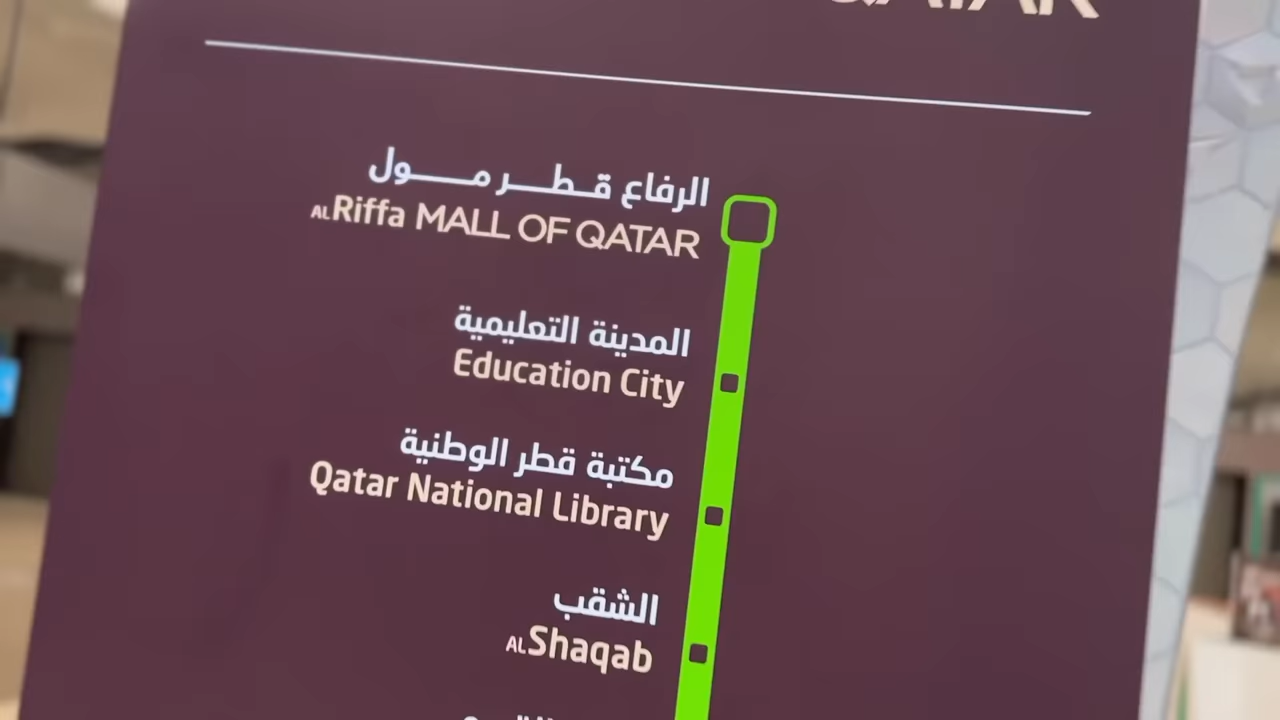 QATAR
الرفاع قطر مول
AL Riffa MALL OF QATAR
المدينة التعليمية
Education City
مكتبة قطر الوطنية
Qatar National Library
الشقب
AL Shaqab